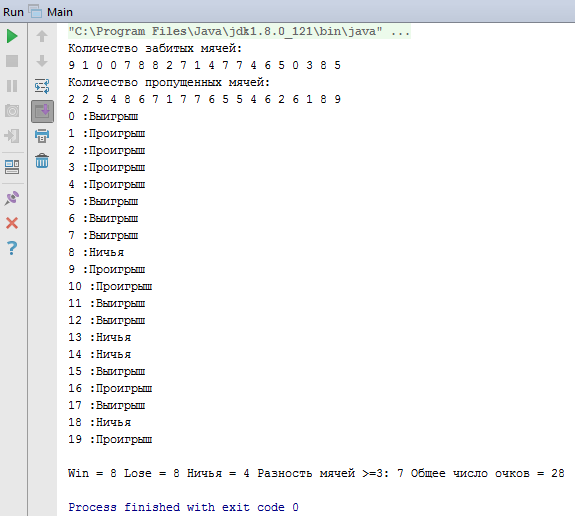 Run Main
"C:\Program Files\Java\jdk1.8.0_121\bin\java" ...
Количество забитых мячей:
9 1 0 0 7 8 8 2 7 1 4 7 7 4 6 5 0 3 8 5
Количество пропущенных мячей:
2 2 5 4 8 6 7 1 7 7 6 5 5 4 6 2 6 1 8 9
0 :Выигрыш
1 :Проигрыш
2 :Проигрыш
3 :Проигрыш
4 :Проигрыш
5 :Выигрыш
6 :Выигрыш
7 :Выигрыш
8 :Ничья
9 :Проигрыш
10 :Проигрыш
11 :Выигрыш
12 :Выигрыш
13 :Ничья
14 :Ничья
15 :Выигрыш
16 :Проигрыш
17 :Выигрыш
18 :Ничья
19 :Проигрыш
Win = 8 Lose = 8 Ничья = 4 Разность мячей >=3: 7 Общее число очков = 28
Process finished with exit code 0